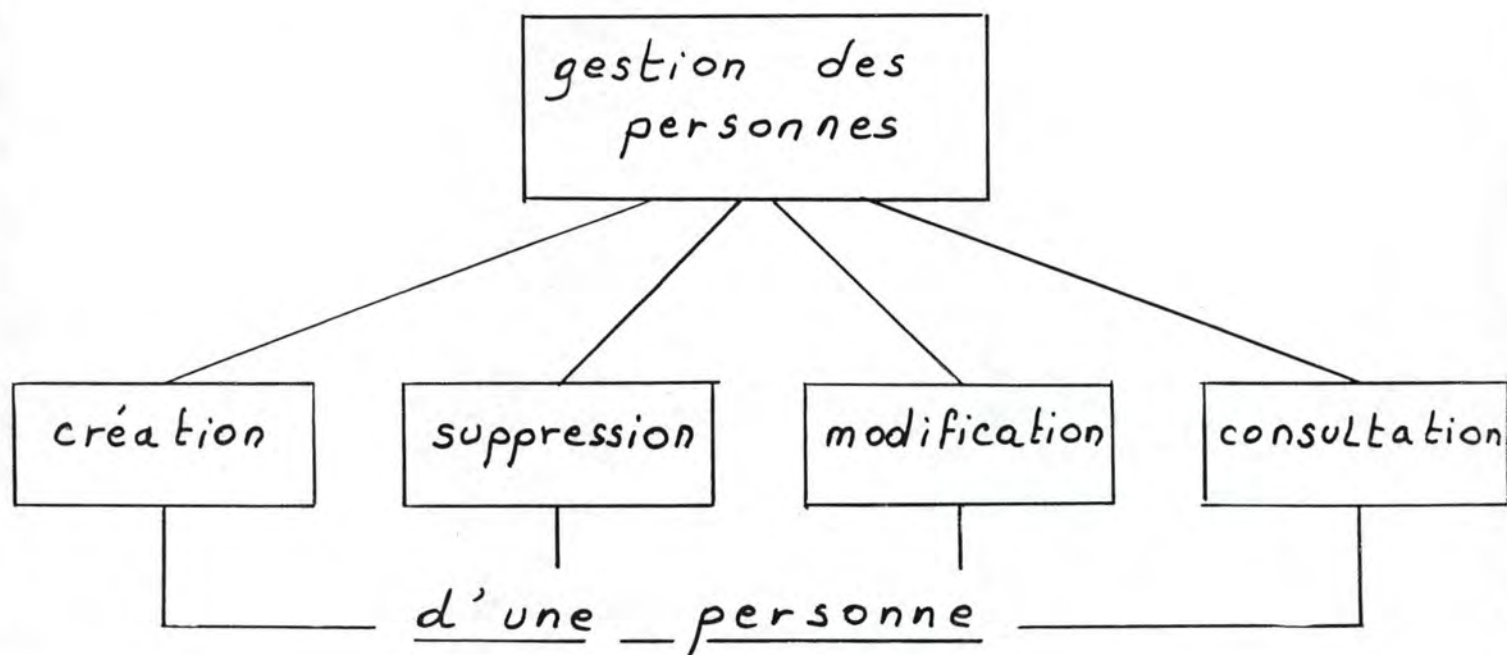 gestion des
personnes
création
suppression
modification
consultation
d'une personne